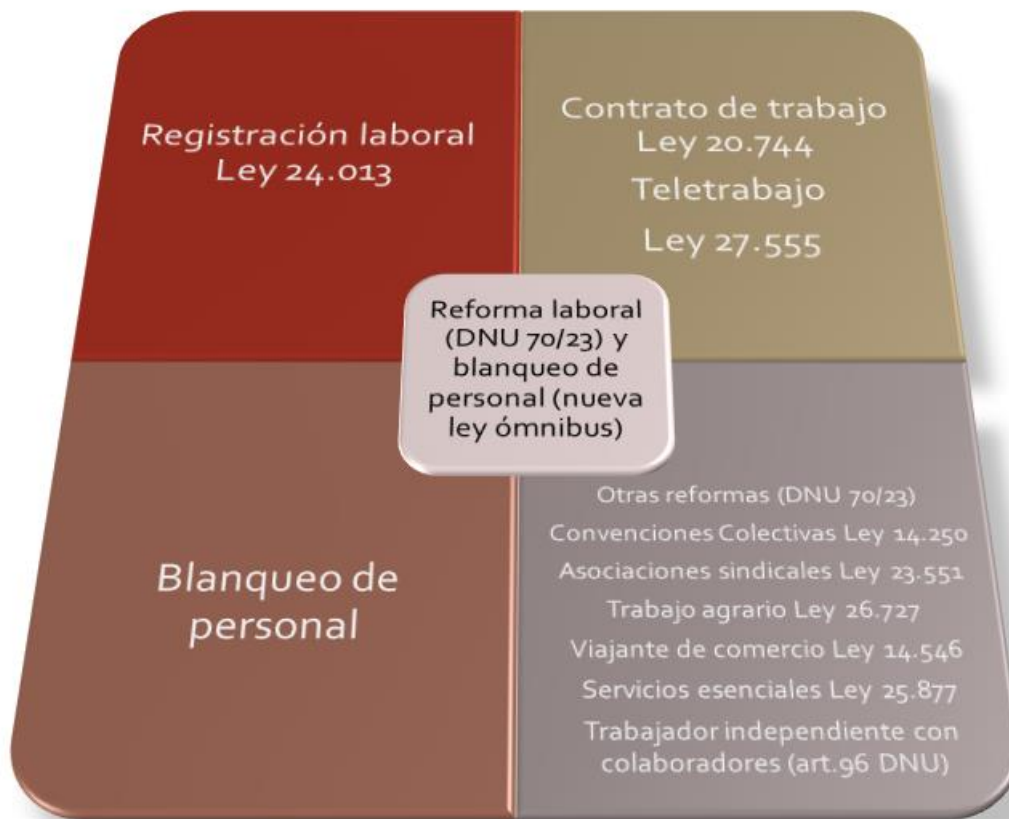 Registración laboral
Ley 24.013
Contrato de trabajo
Ley 20.744
Teletrabajo
Ley 27.555
Reforma laboral
(DNU 70/23) y
blanqueo de
personal (nueva
ley ómnibus)
Blanqueo de
personal
Otras reformas (DNU 70/23)
Convenciones Colectivas Ley 14.250
Asociaciones sindicales Ley 23.551
Trabajo agrario Ley 26.727
Viajante de comercio Ley 14.546
Servicios esenciales Ley 25.877
Trabajador independiente con
colaboradores (art.96 DNU)